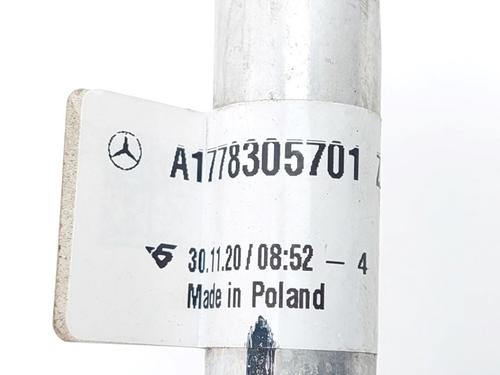 A1778305701
30.11.20 / 08:52 - 4
Made in Poland